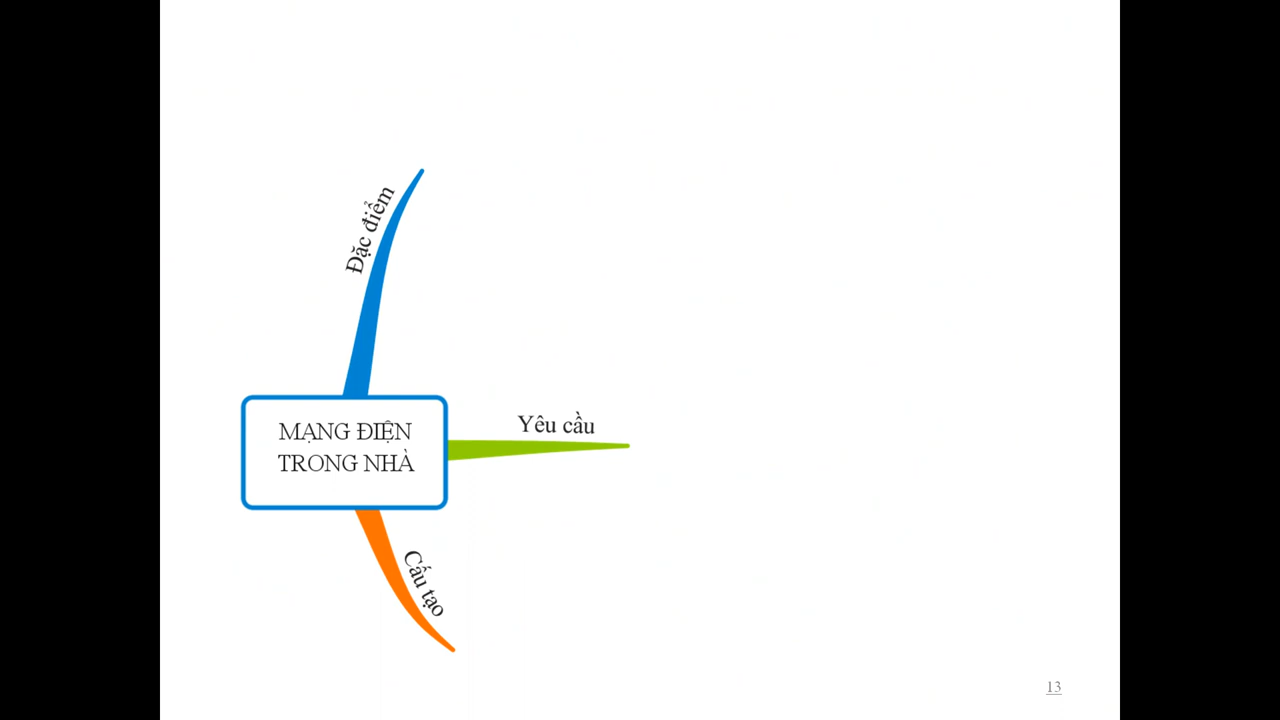 Đặc điểm
Yêu cầu
MẠNG ĐIỆN
TRONG NHÀ
Cấu tạo
13